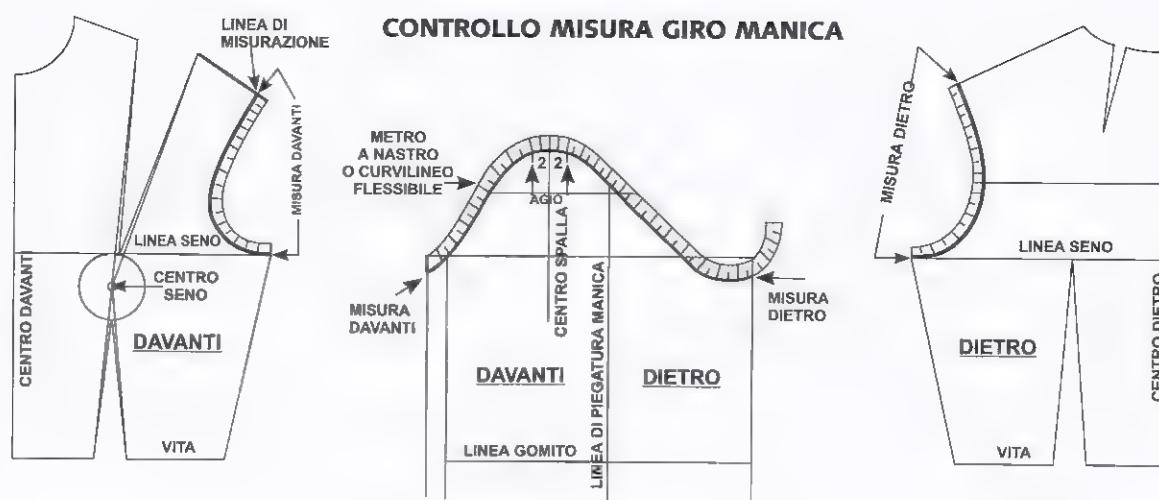 CONTROLLO MISURA GIRO MANICA
LINEA DI
MISURAZIONE
MISURA DAVANTI
LINEA SENO
CENTRO
SENO
CENTRO DAVANTI
DAVANTI
VITA
METRO
A NASTRO
O CURVILINEO
FLESSIBILE
2 2
AGIO
CENTRO SPALLA
LINEA DI PIEGATURA MANICA
MISURA
DAVANTI
MISURA
DIETRO
DAVANTI
DIETRO
LINEA GOMITO
MISURA DIETRO
LINEA SENO
DIETRO
CENTRO DIETRO
VITA